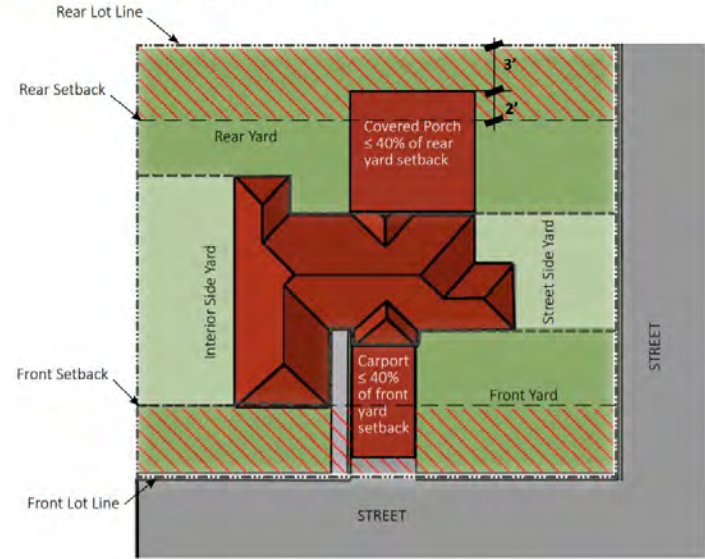 Rear Lot Line
3'
Rear Setback
2'
Covered Porch
≤ 40% of rear
yard setback
Rear Yard
Interior Side Yard
Street Side Yard
STREET
Front Setback
Carport
≤ 40%
of front
yard
setback
Front Yard
Front Lot Line
STREET